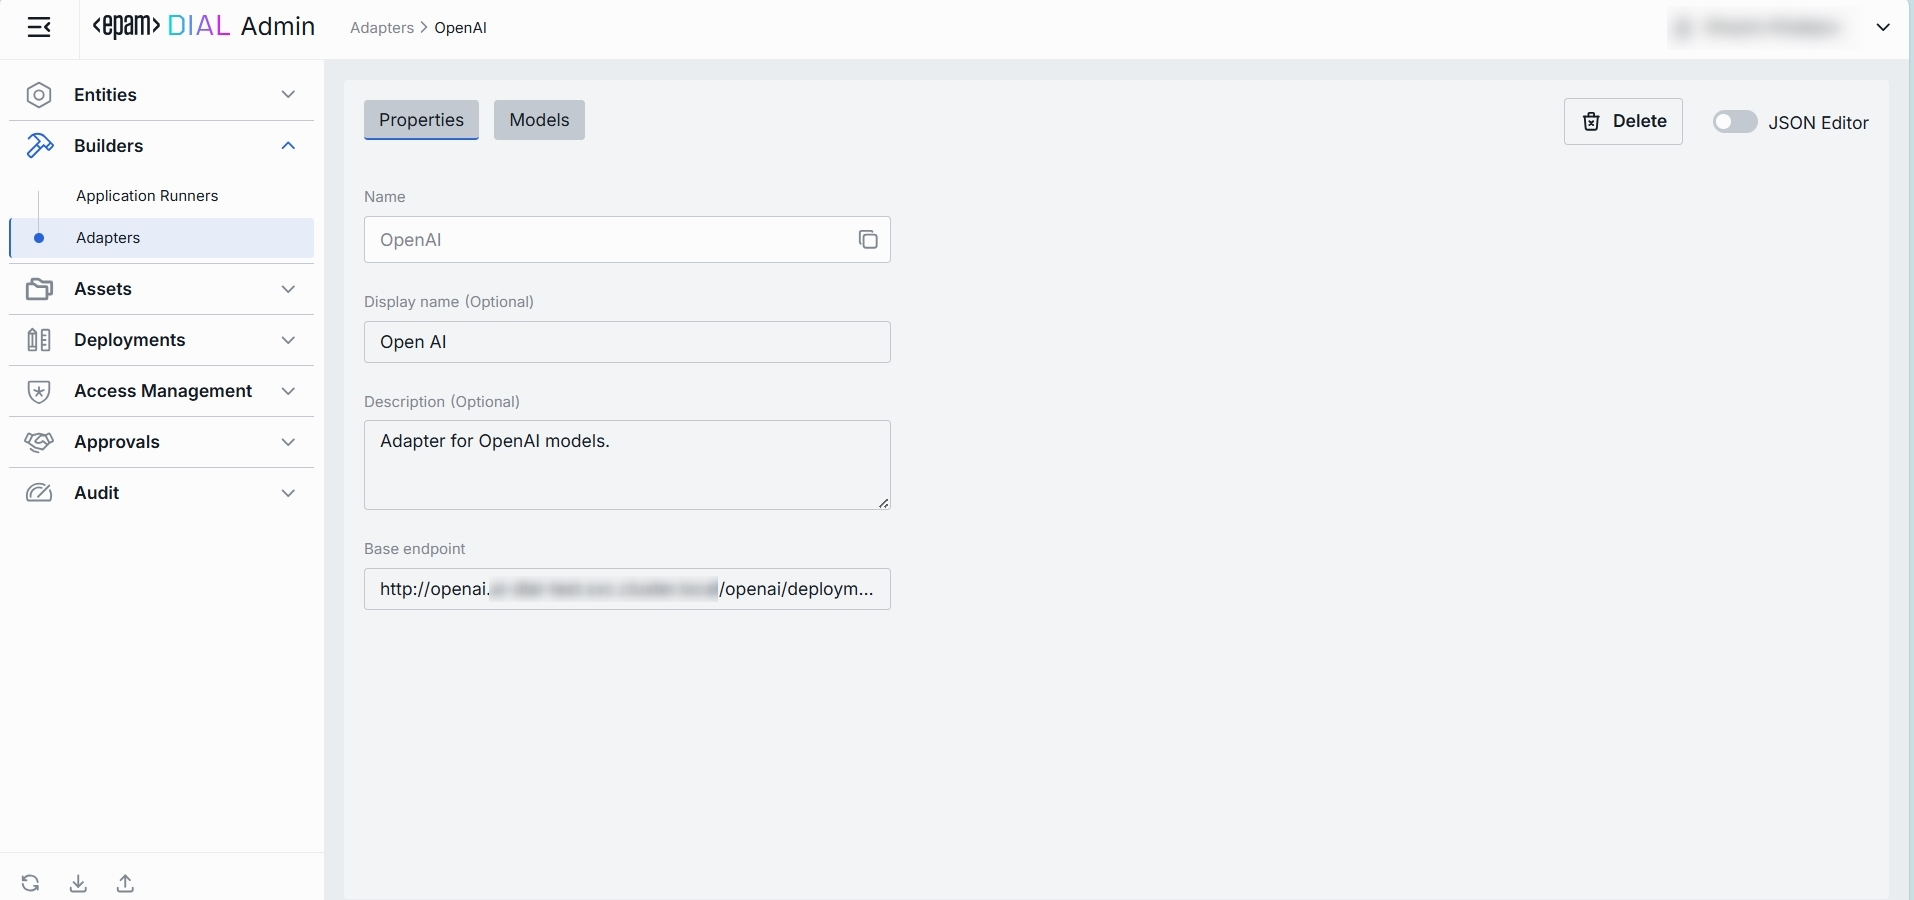 <epam> DIAL Admin
Adapters > OpenAI
Entities
Builders
Application Runners
Adapters
Assets
Deployments
Access Management
Approvals
Audit
Properties
Models
Delete
JSON Editor
Name
OpenAI
Display name (Optional)
Open AI
Description (Optional)
Adapter for OpenAI models.
Base endpoint
http://openai. /openai/deploym...